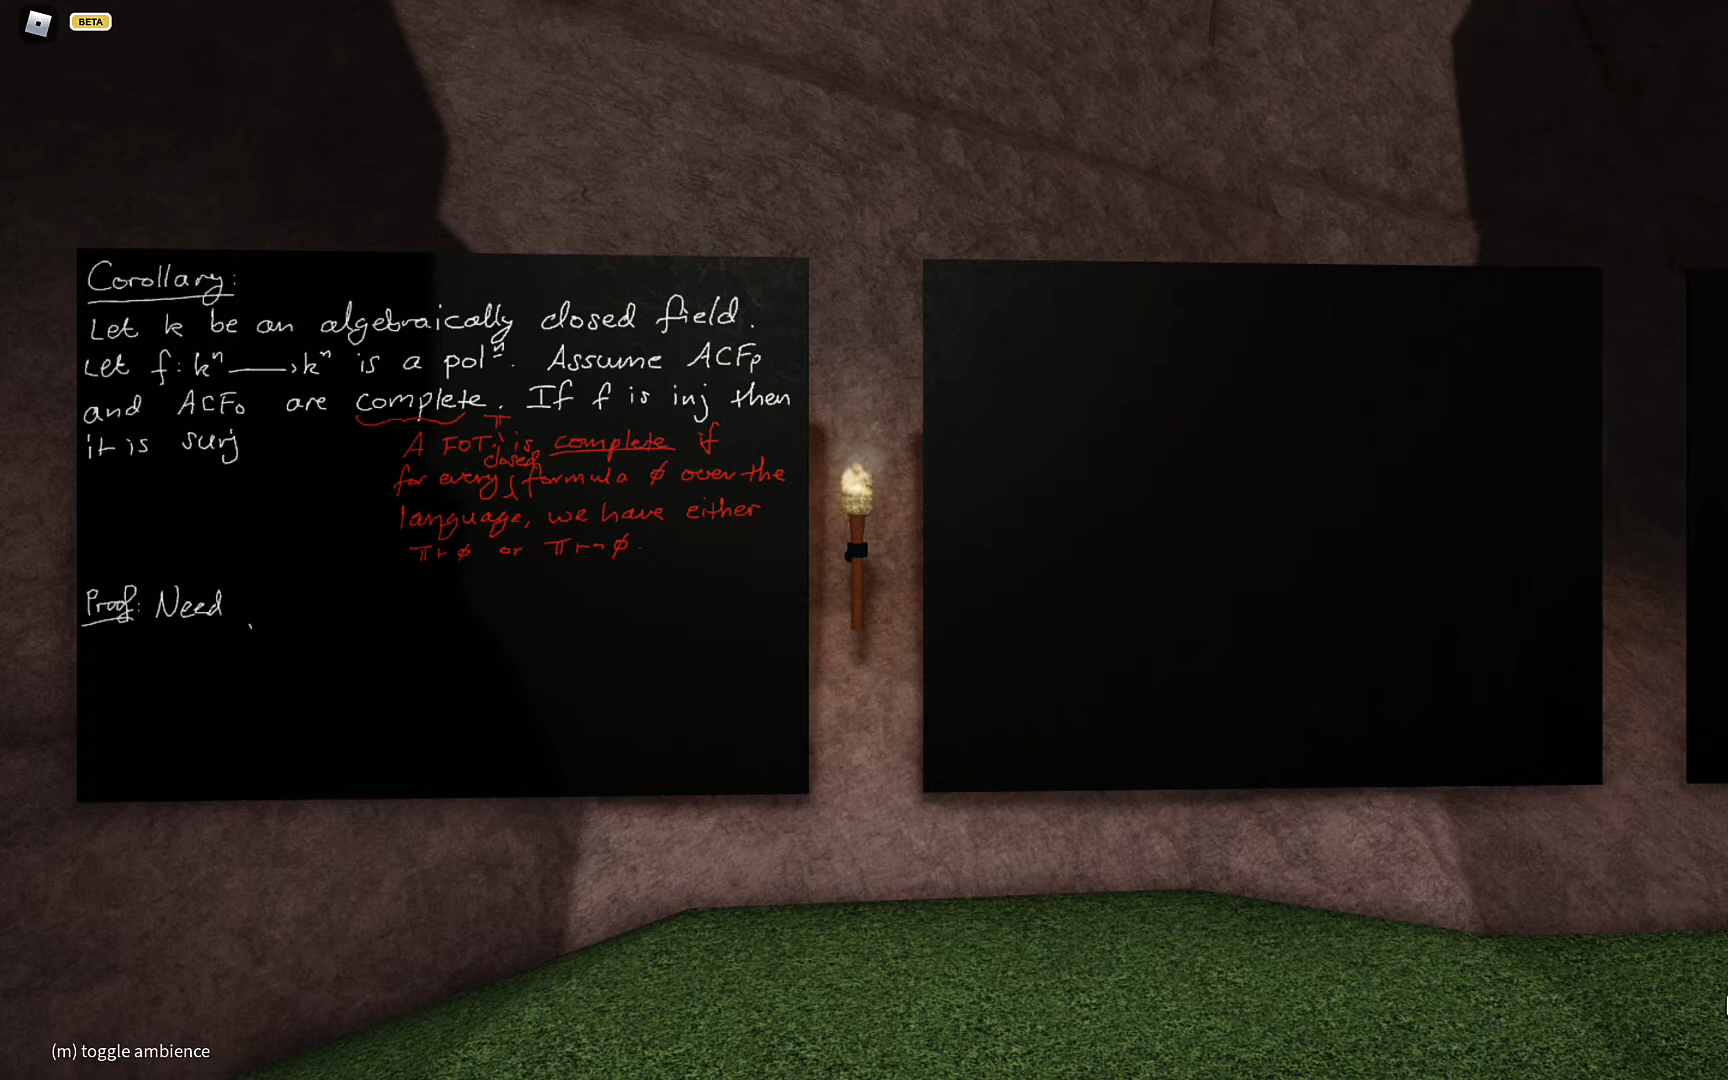 BETA
Corollary:
Let k be an algebraically closed field.
Let f: kⁿ ⟶ kⁿ is a polⁿ. Assume ACFp
and ACF₀ are complete. If f is inj then
it is surj
A FOT 𝕋 is complete if
for every closed formula ϕ over the
language, we have either
𝕋 ⊢ ϕ or 𝕋 ⊢ ¬ϕ.
Proof: Need
(m) toggle ambience